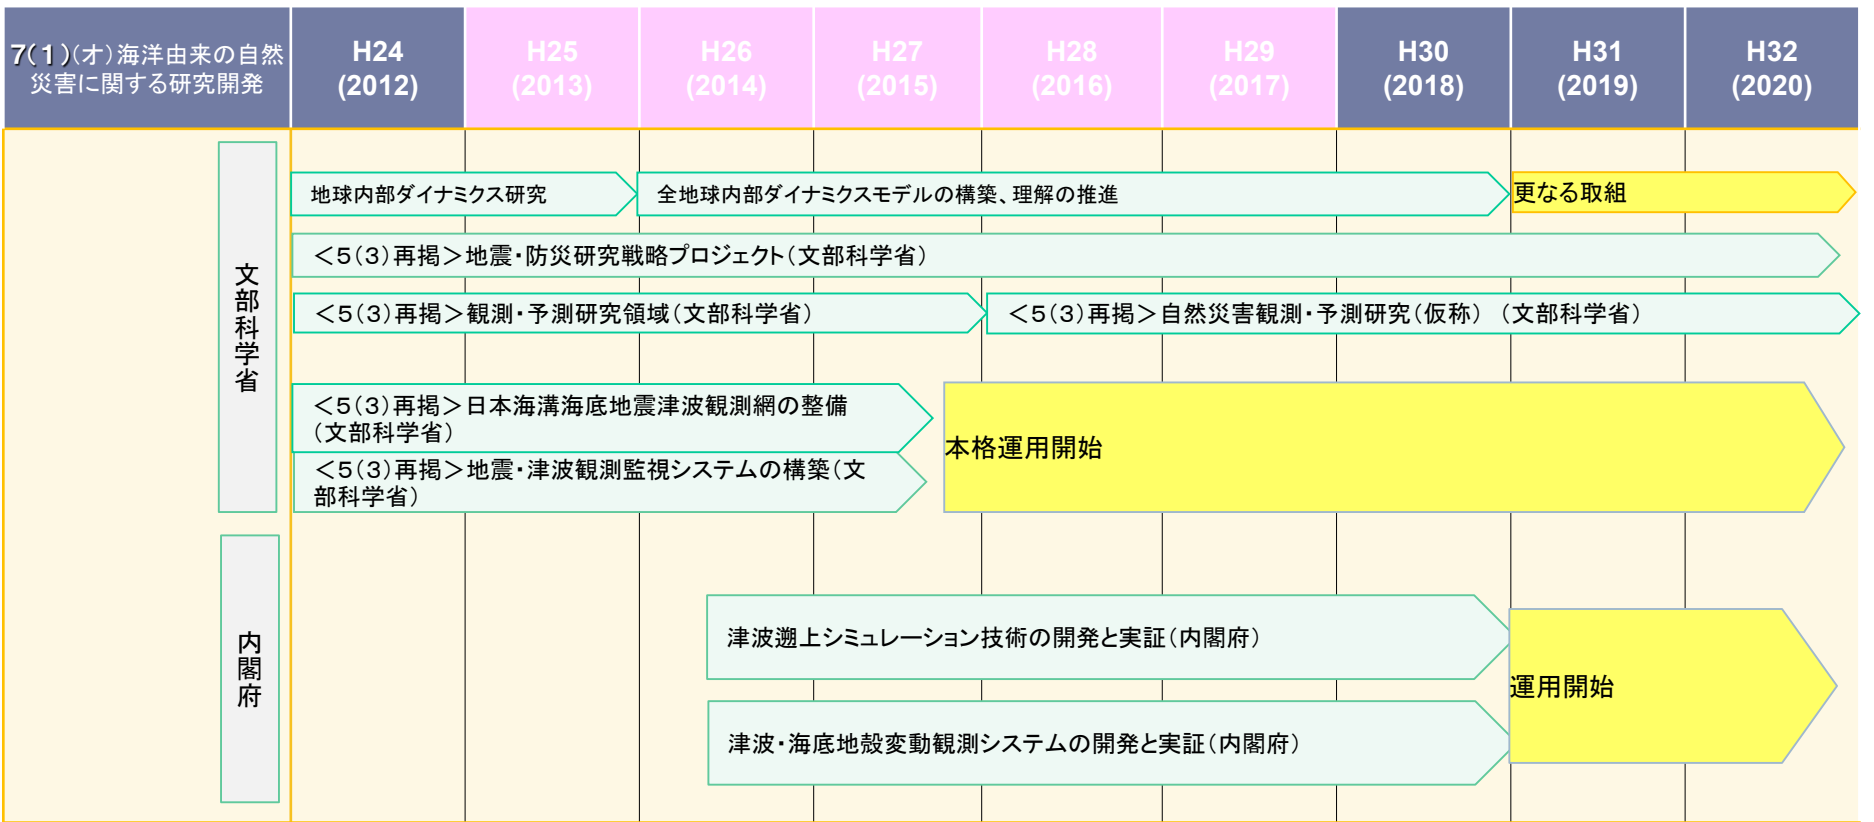 7(1)(オ)海洋由来の自然
災害に関する研究開発
H24
(2012)
H25
(2013)
H26
(2014)
H27
(2015)
H28
(2016)
H29
(2017)
H30
(2018)
H31
(2019)
H32
(2020)
文部科学省
地球内部ダイナミクス研究
全地球内部ダイナミクスモデルの構築、理解の推進
更なる取組
＜5(3)再掲＞地震・防災研究戦略プロジェクト(文部科学省)
＜5(3)再掲＞観測・予測研究領域(文部科学省)
＜5(3)再掲＞自然災害観測・予測研究(仮称) (文部科学省)
＜5(3)再掲＞日本海溝海底地震津波観測網の整備
(文部科学省)
＜5(3)再掲＞地震・津波観測監視システムの構築(文
部科学省)
本格運用開始
内閣府
津波遡上シミュレーション技術の開発と実証(内閣府)
津波・海底地殻変動観測システムの開発と実証(内閣府)
運用開始